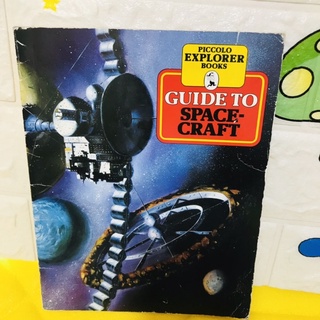 PICCOLO
EXPLORER
BOOKS
GUIDE TO
SPACE-
CRAFT